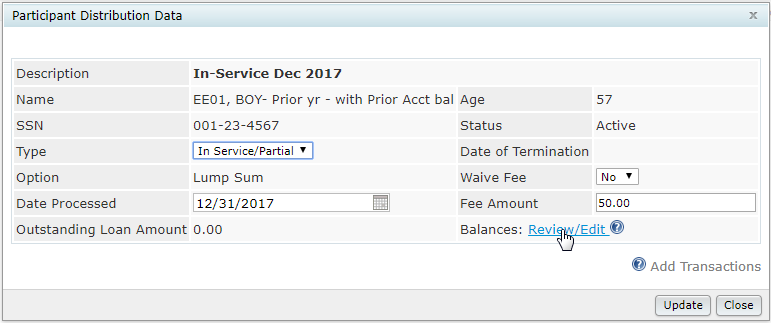 Participant Distribution Data x
Description In-Service Dec 2017
Name EE01, BOY- Prior yr - with Prior Acct bal Age 57
SSN 001-23-4567 Status Active
Type In Service/Partial Date of Termination
Option Lump Sum Waive Fee No
Date Processed 12/31/2017 Fee Amount 50.00
Outstanding Loan Amount 0.00 Balances: Review/Edit ?
? Add Transactions
Update Close